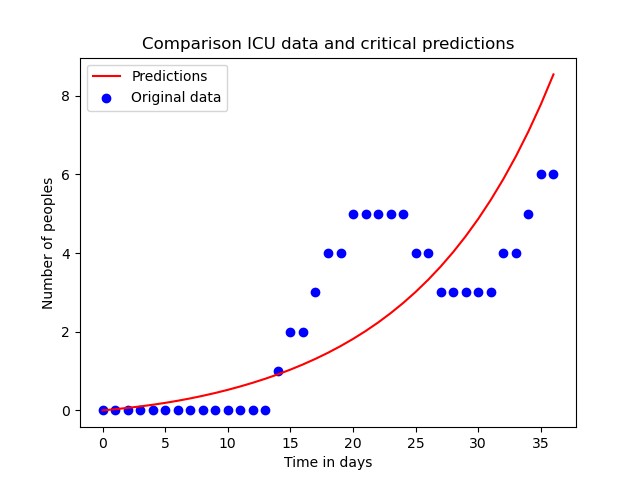 Comparison ICU data and critical predictions
Predictions
Original data
8
6
4
2
0
Number of peoples
0 5 10 15 20 25 30 35
Time in days